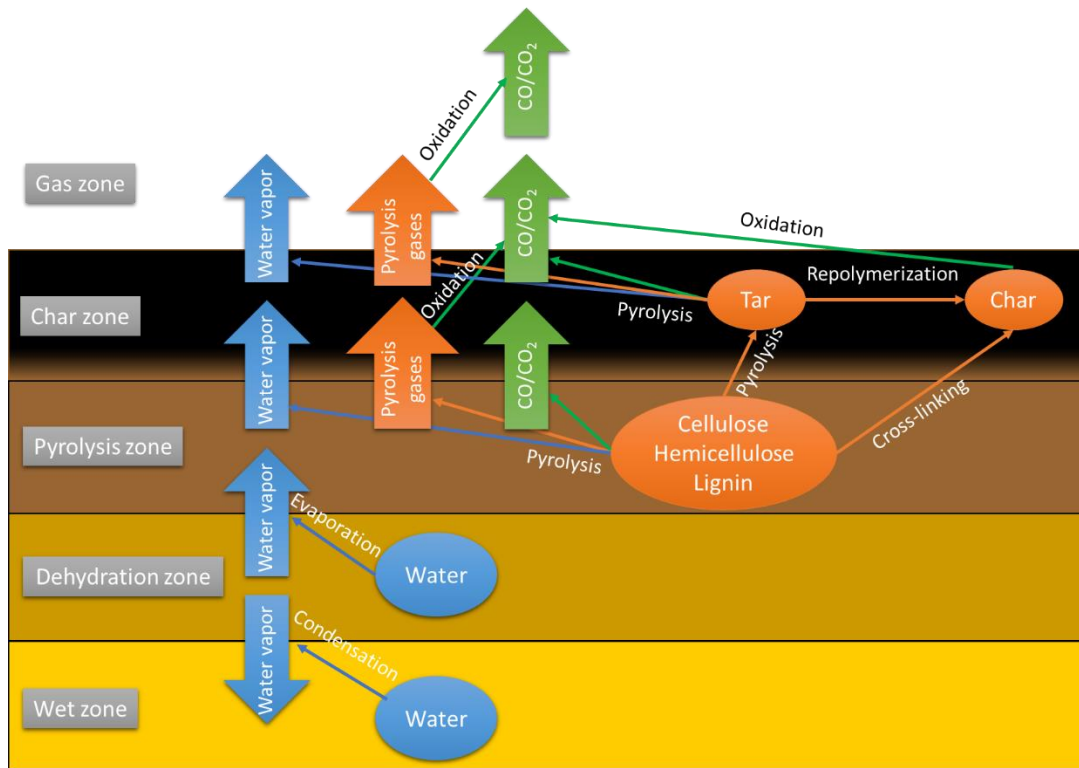 CO/CO₂
Oxidation
Gas zone
Water vapor
Pyrolysis
gases
CO/CO₂
Oxidation
Oxidation
Char zone
Water vapor
Pyrolysis
gases
CO/CO₂
Pyrolysis
Tar
Repolymerization
Char
Pyrolysis
Cross-linking
Pyrolysis zone
Pyrolysis
Cellulose
Hemicellulose
Lignin
Water vapor
Evaporation
Dehydration zone
Water
Water vapor
Condensation
Wet zone
Water